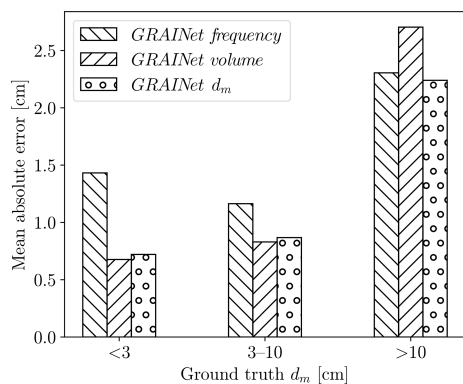 GRAINet frequency
GRAINet volume
GRAINet dm
Mean absolute error [cm]
2.5
2.0
1.5
1.0
0.5
0.0
<3
3–10
>10
Ground truth dm [cm]